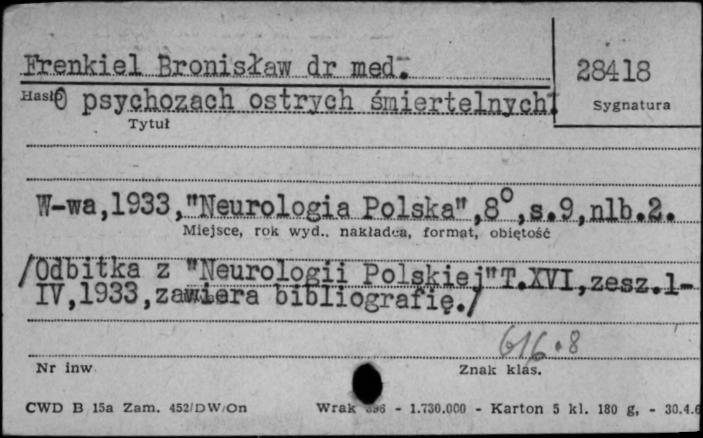 Frenkiel Bronisław dr med.
28418
Hasło
O psychozach ostrych śmiertelnych.
Sygnatura
Tytuł
W-wa,1933,"Neurologia Polska",8°,s.9,nlb.2.
Miejsce, rok wyd., nakładca, format, objętość
/Odbitka z "Neurologii Polskiej"T.XVI,zesz.1-
IV,1933,zawiera bibliografię./
616.8
Nr inw.
Znak klas.
CWD B 15a Zam. 452/DW/On
Wrak 396 - 1.730.000 - Karton 5 kl. 180 g, - 30.4.6